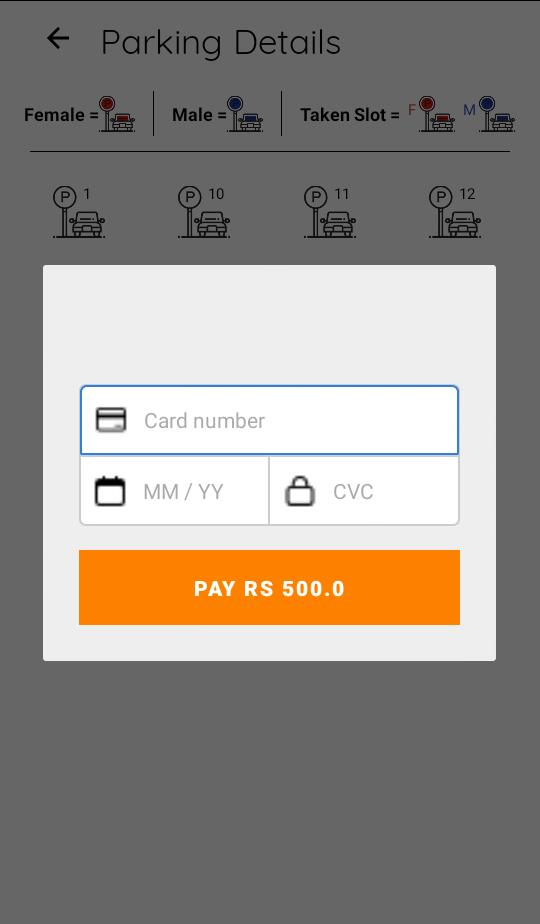 Parking Details
Female =
Male =
Taken Slot = F M
P 1 P 10 P 11 P 12
Card number
MM / YY CVC
PAY RS 500.0